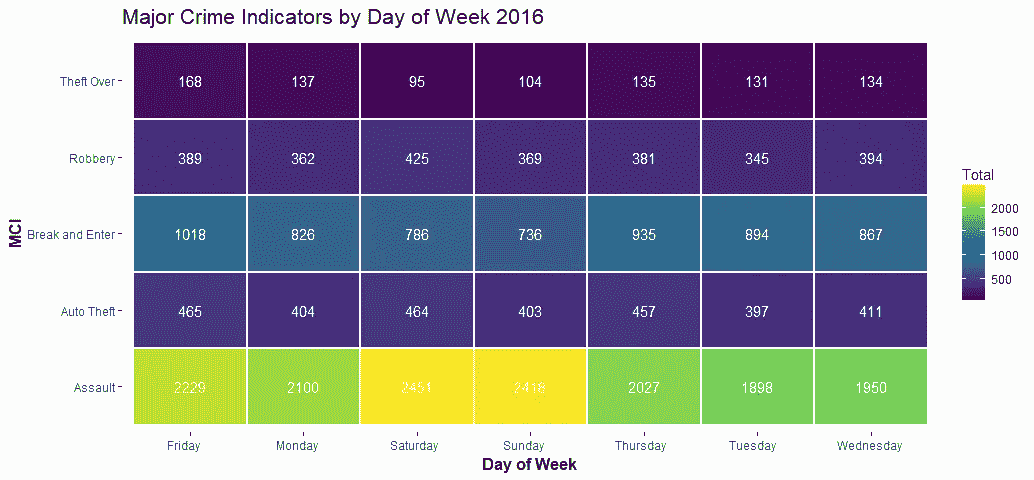 Major Crime Indicators by Day of Week 2016
Theft Over 168 137 95 104 135 131 134
Robbery 389 362 425 369 381 345 394
Break and Enter 1018 826 786 736 935 894 867
Auto Theft 465 404 464 403 457 397 411
Assault 2229 2100 2451 2418 2027 1898 1950
Friday Monday Saturday Sunday Thursday Tuesday Wednesday
Day of Week
MCI
Total
2000
1500
1000
500